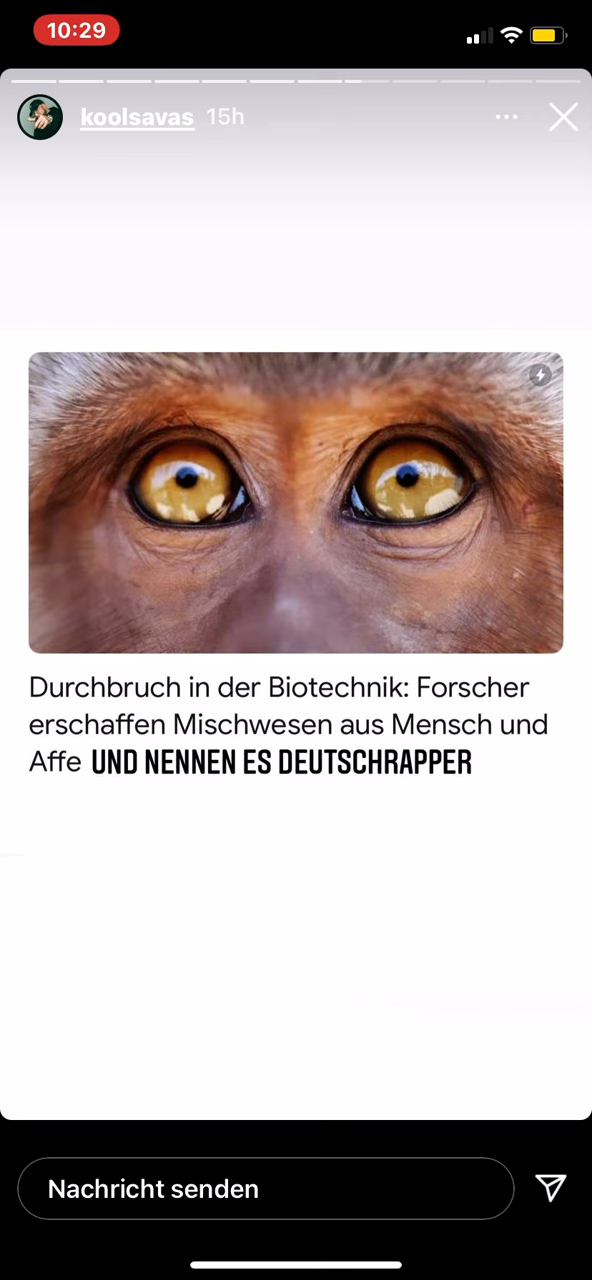 10:29
koolsavas 15h
Durchbruch in der Biotechnik: Forscher
erschaffen Mischwesen aus Mensch und
Affe UND NENNEN ES DEUTSCHRAPPER
Nachricht senden